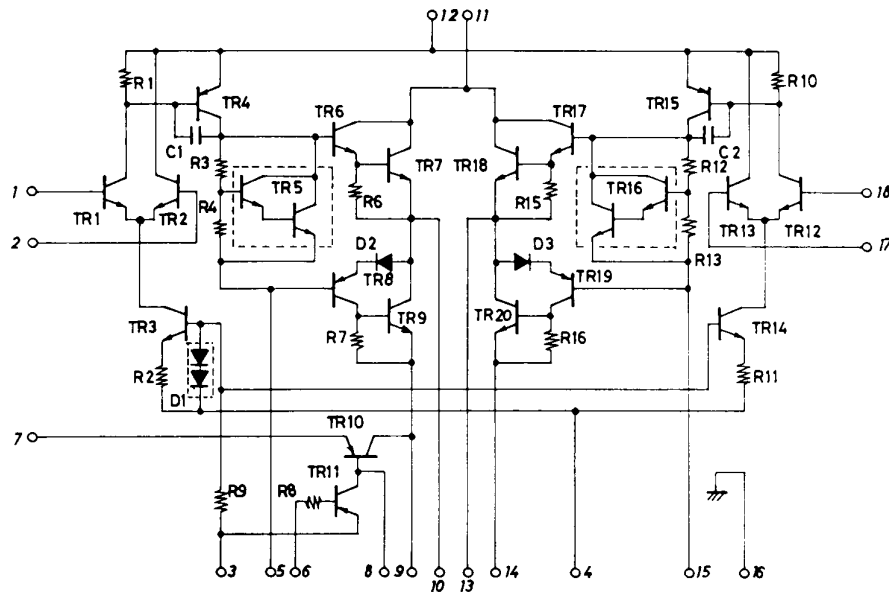 12 11
R1 R10
TR4 TR6 TR17 TR15
C1 C2
R3 TR7 TR18 R12
TR5 TR16
1 R4 R6 R15 18
TR1 TR2 TR13 TR12
2 D2 D3 R13 17
TR8 TR19
TR3 TR9 TR20 TR14
R7 R16
R2 R11
D1
TR10
7
TR11
R9 R8
3 5 6 8 9 10 13 14 4 15 16